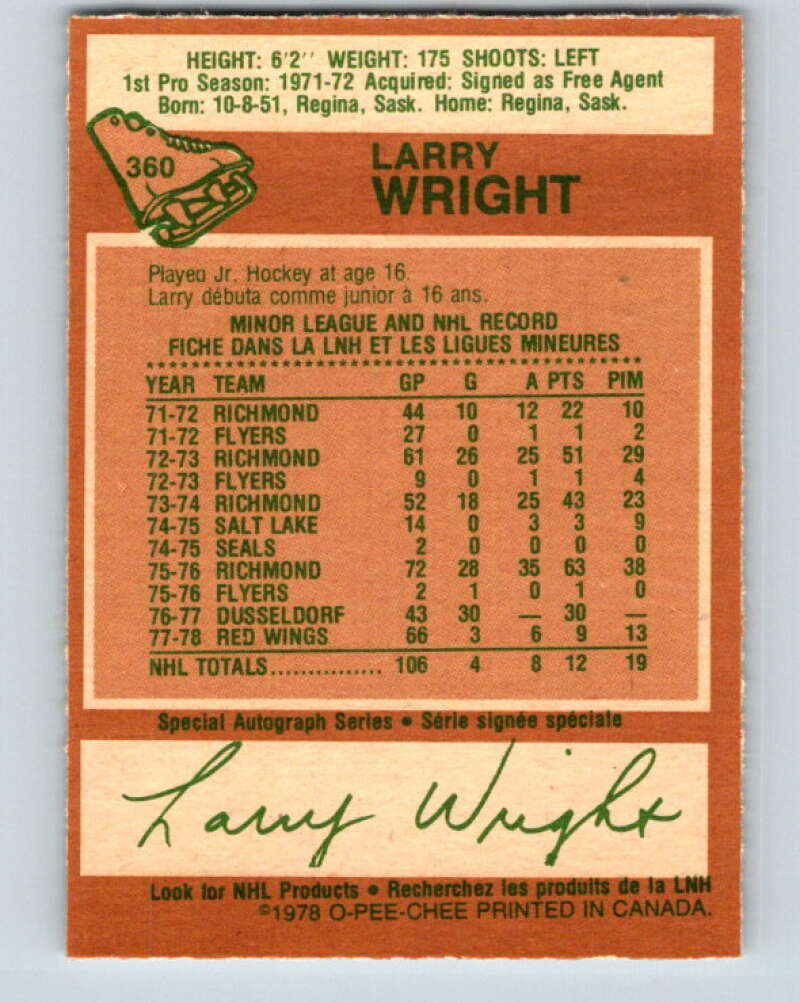 HEIGHT: 6'2'' WEIGHT: 175 SHOOTS: LEFT
1st Pro Season: 1971-72 Acquired: Signed as Free Agent
Born: 10-8-51, Regina, Sask. Home: Regina, Sask.
360
LARRY
WRIGHT
Played Jr. Hockey at age 16.
Larry débuta comme junior à 16 ans.
MINOR LEAGUE AND NHL RECORD
FICHE DANS LA LNH ET LES LIGUES MINEURES
YEAR TEAM GP G A PTS PIM
71-72 RICHMOND 44 10 12 22 10
71-72 FLYERS 27 0 1 1 2
72-73 RICHMOND 61 26 25 51 29
72-73 FLYERS 9 0 1 1 4
73-74 RICHMOND 52 18 25 43 23
74-75 SALT LAKE 14 0 3 3 9
74-75 SEALS 2 0 0 0 0
75-76 RICHMOND 72 28 35 63 38
75-76 FLYERS 2 1 0 1 0
76-77 DUSSELDORF 43 30 — 30 —
77-78 RED WINGS 66 3 6 9 13
NHL TOTALS............... 106 4 8 12 19
Special Autograph Series • Série signée spéciale
Larry Wright
Look for NHL Products • Recherchez les produits de la LNH
©1978 O-PEE-CHEE PRINTED IN CANADA.